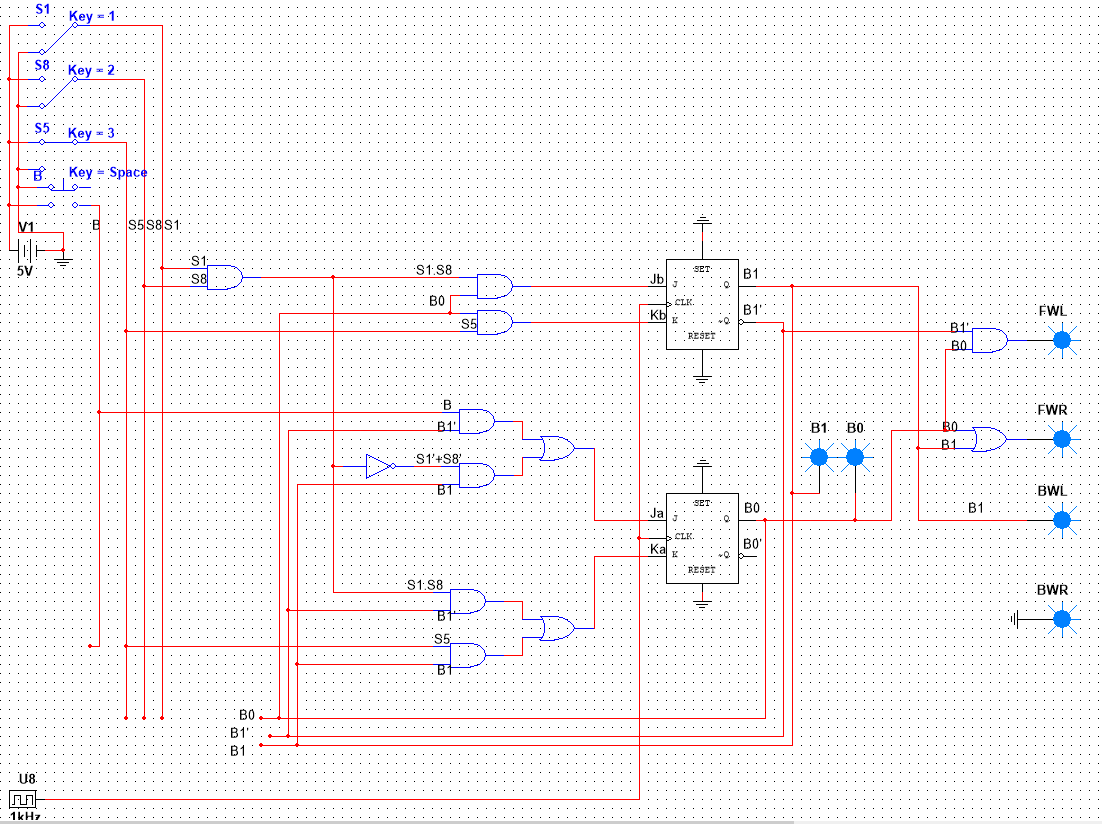 S1 Key = 1
S8 Key = 2
S5 Key = 3
B Key = Space
V1
5V
B S5 S8 S1
S1
S8
S1.S8
B0
S5
Jb
Kb
SET
J Q
CLK
K ~Q
RESET
B1
B1'
FWL
B1'
B0
B
B1'
S1'+S8'
B1
B1 B0
FWR
B0
B1
Ja
Ka
SET
J Q
CLK
K ~Q
RESET
B0
B0'
BWL
B1
S1.S8
B1'
S5
B1
BWR
B0
B1'
B1
U8
1kHz